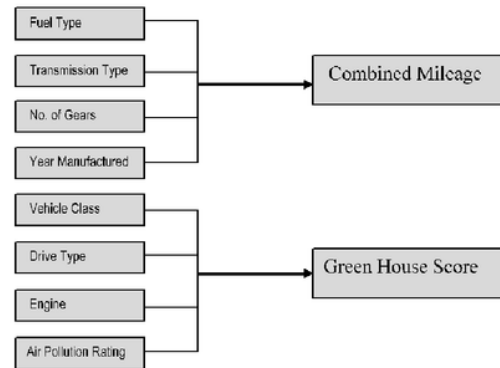 Fuel Type
Transmission Type
No. of Gears
Year Manufactured
Vehicle Class
Drive Type
Engine
Air Pollution Rating
Combined Mileage
Green House Score